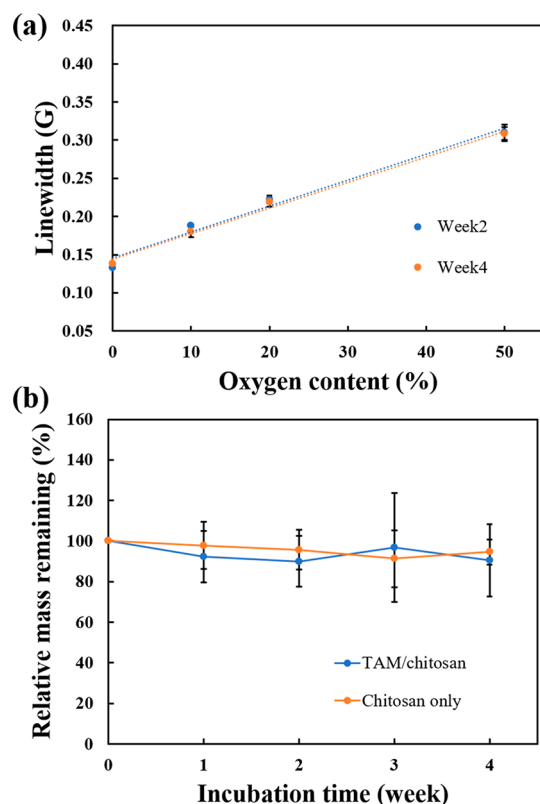 (a)
0.45
0.40
0.35
0.30
0.25
0.20
0.15
0.10
0.05
Linewidth (G)
Week2
Week4
0 10 20 30 40 50
Oxygen content (%)
(b)
160
140
120
100
80
60
40
20
0
Relative mass remaining (%)
TAM/chitosan
Chitosan only
0 1 2 3 4
Incubation time (week)